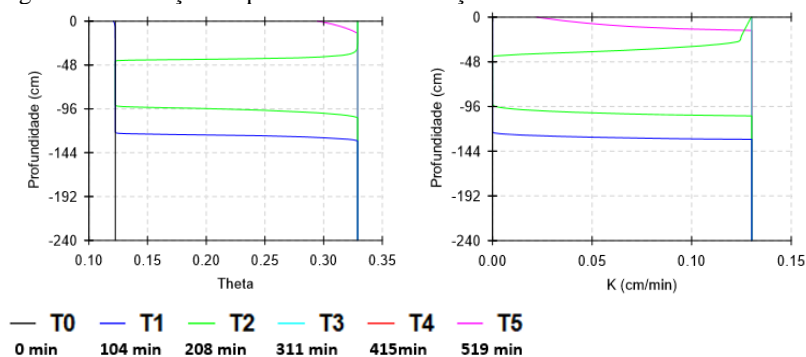 0
-48
-96
-144
-192
-240
Profundidade (cm)
0.10 0.15 0.20 0.25 0.30 0.35
Theta
0
-48
-96
-144
-192
-240
Profundidade (cm)
0.00 0.05 0.10 0.15
K (cm/min)
T0 T1 T2 T3 T4 T5
0 min 104 min 208 min 311 min 415min 519 min